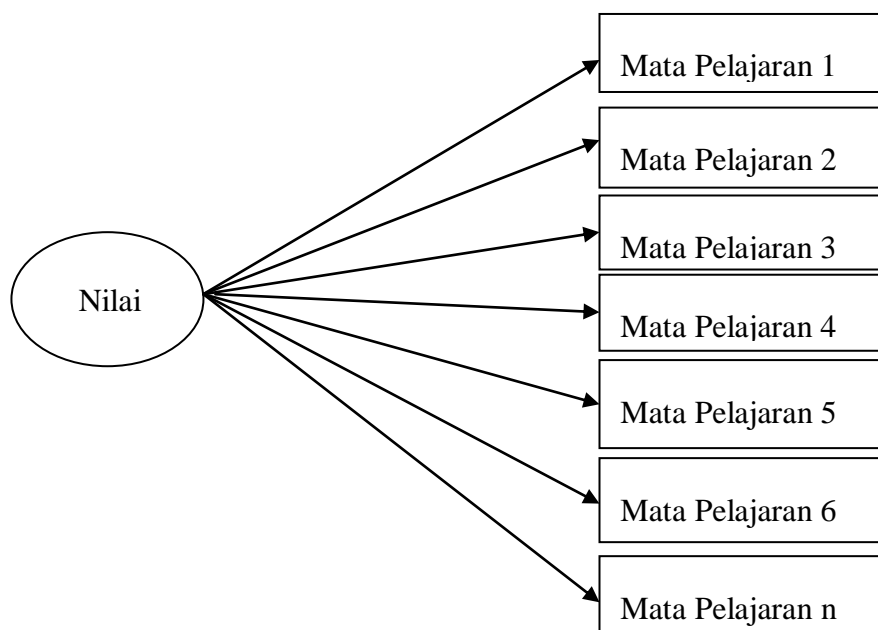 Mata Pelajaran 1
Mata Pelajaran 2
Mata Pelajaran 3
Nilai
Mata Pelajaran 4
Mata Pelajaran 5
Mata Pelajaran 6
Mata Pelajaran n